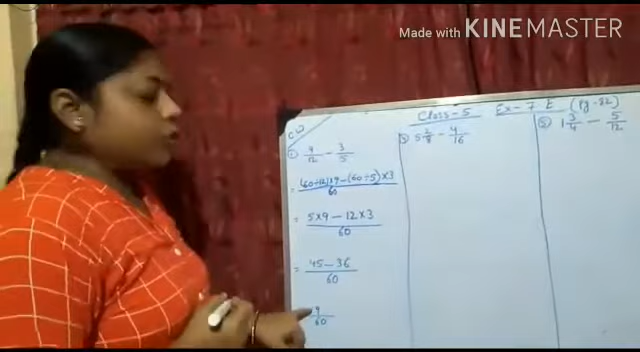 Made with KINEMASTER
Class-5 Ex-7 E (Pg-82)
C.W
① 9/12 - 3/5
= (60÷12)×9-(60÷5)×3/60
= 5×9-12×3/60
= 45-36/60
9/60
③ 5 2/8 - 4/16
⑤ 1 3/4 - 5/12